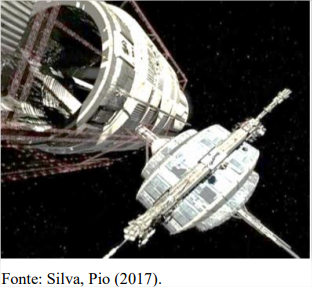 Fonte: Silva, Pio (2017).